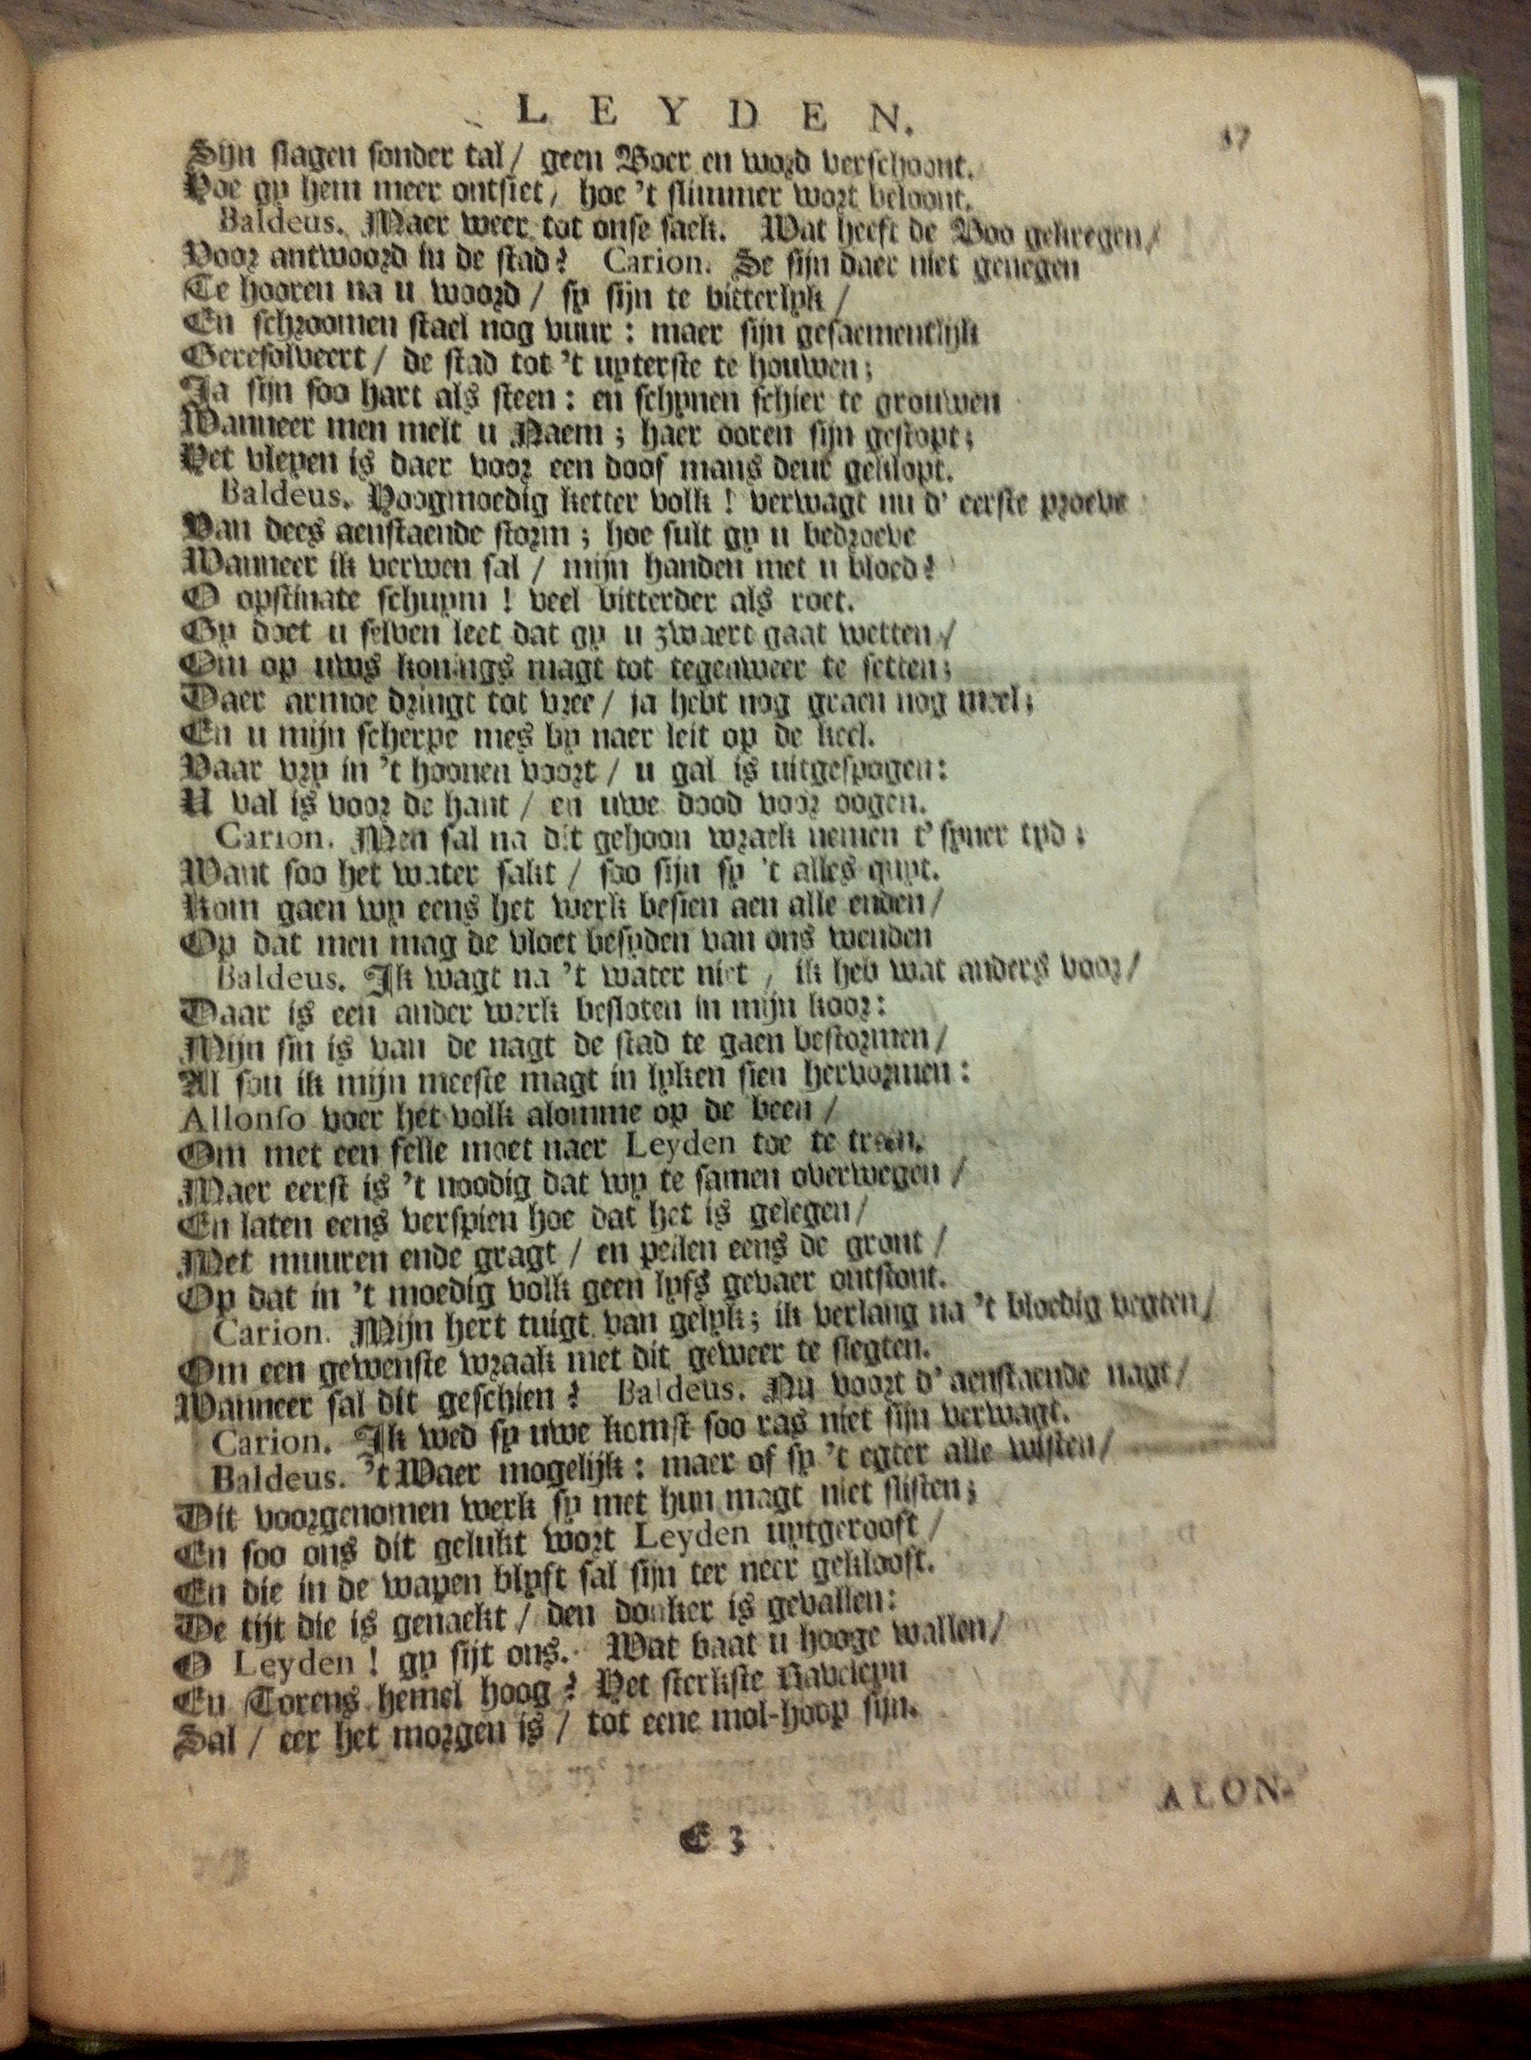 LEYDEN. 37
Sijn slagen sonder tal/ geen Boer en word verschoont.
Hoe gy hem meer ontsiet/ hoe 't slimmer wort beloont.
Baldeus. Maer weer tot onse saek. Wat heeft de Boo gekregen/
Voor antwoord in de stad? Carion. Se sijn daer niet genegen
Te hooren na u woord/ sy sijn te bitterlyk/
En schroomen stael nog vuur: maer sijn gesaementlijk
Geresolveert/ de stad tot 't uyterste te houwen;
Ja sijn soo hart als steen: en schynen schier te grouwen
Wanneer men melt u Naem; haer ooren sijn gestopt;
Het vleyen is daer voor een doof mans deur geklopt.
Baldeus. Hoogmoedig ketter volk! verwagt nu d' eerste proeve
Van dees aenstaende storm; hoe sult gy u bedroeve
Wanneer ik verwen sal/ mijn handen met u bloed?
O opstinate schuym! veel bitterder als roet.
Gy doet u selven leet dat gy u zwaert gaat wetten/
Om op uws konings magt tot tegenweer te setten;
Daer armoe dringt tot vree/ ja hebt nog graen nog meel;
En u mijn scherpe mes by naer leit op de keel.
Vaar vry in 't hoonen voort/ u gal is uitgespogen:
U val is voor de hant/ en uwe dood voor oogen.
Carion. Men sal na dit gehoon wraek nemen t' syner tyd;
Want soo het water sakt/ soo sijn sy 't alles quyt.
Kom gaen wy eens het werk besien aen alle enden/
Op dat men mag de vloet besyden van ons wenden
Baldeus. Ik wagt na 't water niet, ik heb wat anders voor/
Daar is een ander werk besloten in mijn koor:
Mijn sin is van de nagt de stad te gaen bestormen/
Al sou ik mijn meeste magt in lyken sien hervormen:
Allonso voer het volk alomme op de been/
Om met een felle moet naer Leyden toe te treen.
Maer eerst is 't noodig dat wy te samen overwegen/
En laten eens verspien hoe dat het is gelegen/
Met muuren ende gragt/ en peilen eens de gront/
Op dat in 't moedig volk geen lyfs gevaer ontstont.
Carion. Mijn hert tuigt van gelyk; ik verlang na 't bloedig vegten/
Om een gewenste wraak met dit geweer te slegten.
Wanneer sal dit geschien? Baldeus. Nu voort d' aenstaende nagt/
Carion. Ik wed sy uwe komst soo ras niet sijn verwagt.
Baldeus. 't Waer mogelijk: maer of sy 't egter alle wisten/
Dit voorgenomen werk sy met hun magt niet slisten;
En soo ons dit gelukt wort Leyden uytgerooft/
En die in de wapen blyft sal sijn ter neer geklooft.
De tijt die is genaekt/ den donker is gevallen:
O Leyden! gy sijt ons. Wat baat u hooge wallen/
En Torens hemel hoog? Het sterkste Raveleyn
Sal/ eer het morgen is/ tot eene mol-hoop sijn.
ALON-
E 3